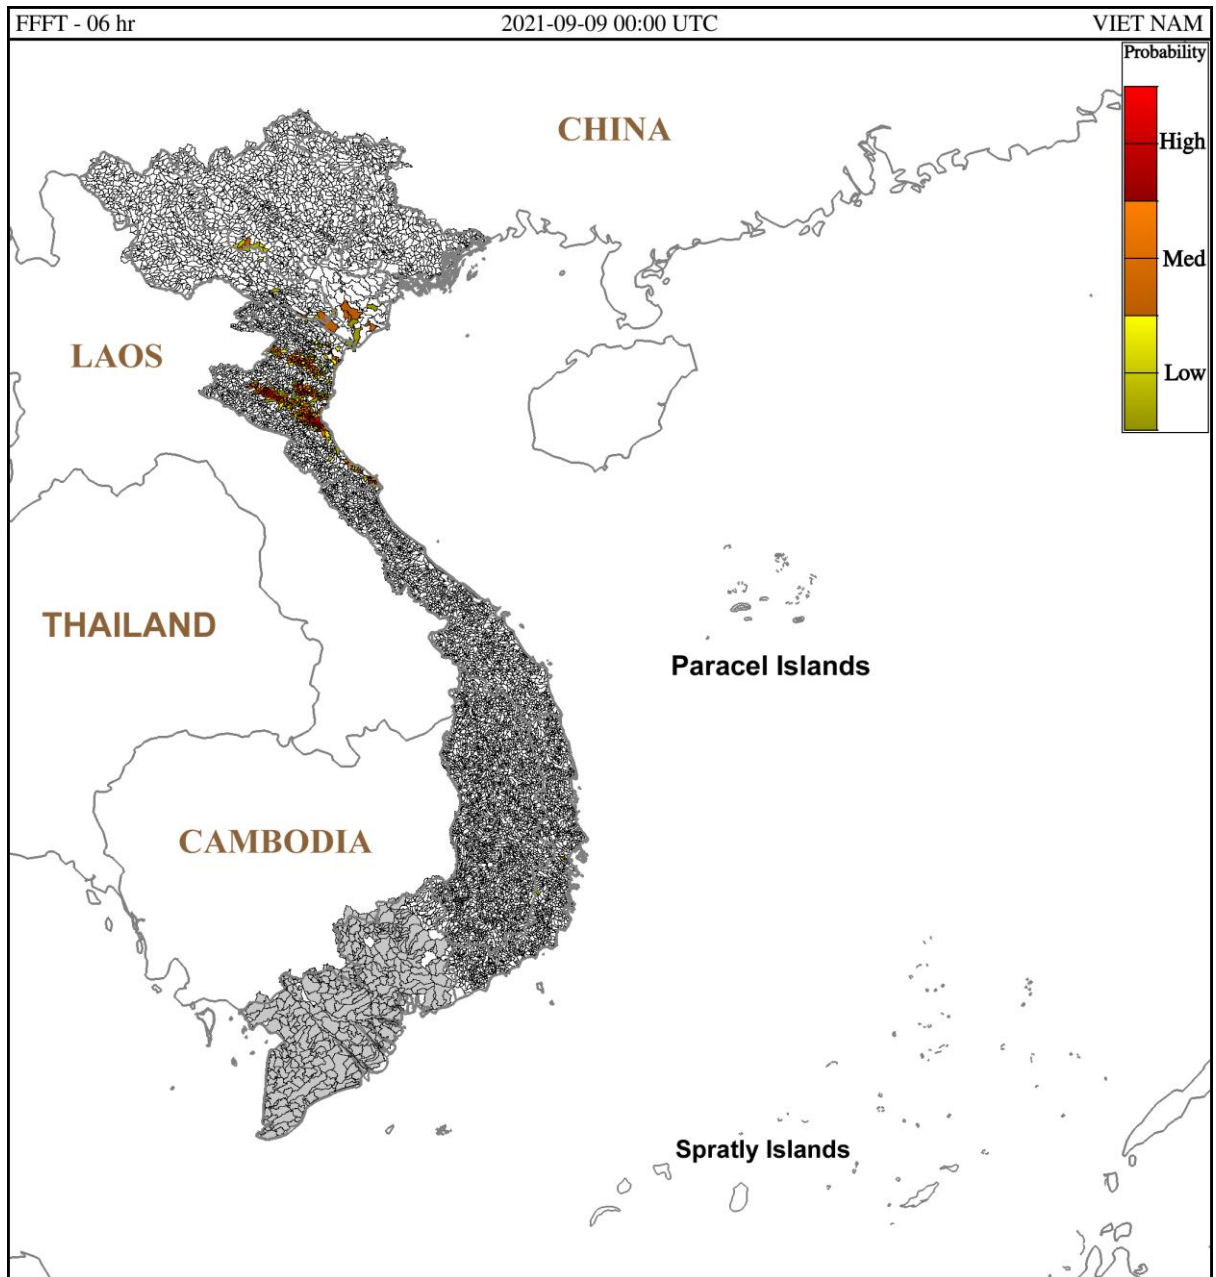 FFFT - 06 hr
2021-09-09 00:00 UTC
VIET NAM
Probability
High
Med
Low
CHINA
LAOS
THAILAND
Paracel Islands
CAMBODIA
Spratly Islands